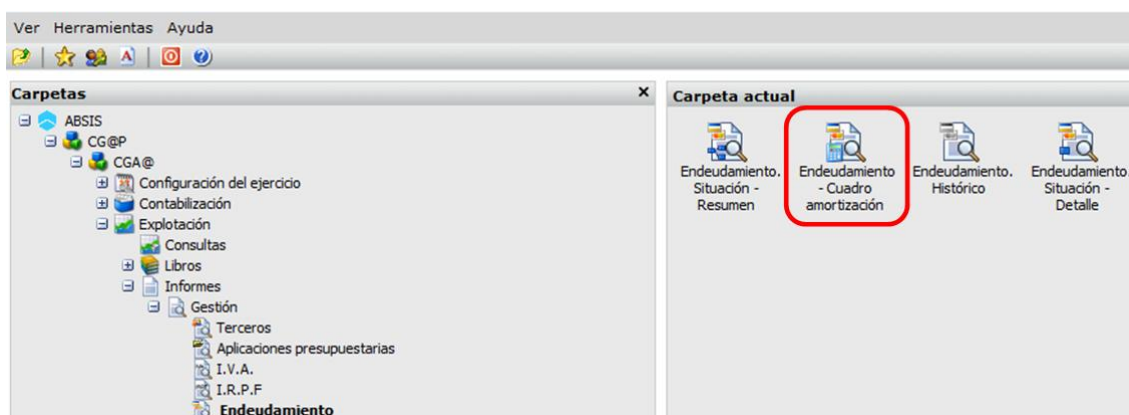 Ver Herramientas Ayuda
Carpetas
ABSIS
CG@P
CGA@
Configuración del ejercicio
Contabilización
Explotación
Consultas
Libros
Informes
Gestión
Terceros
Aplicaciones presupuestarias
I.V.A.
I.R.P.F
Endeudamiento
Carpeta actual
Endeudamiento.
Situación -
Resumen
Endeudamiento
- Cuadro
amortización
Endeudamiento.
Histórico
Endeudamiento.
Situación -
Detalle